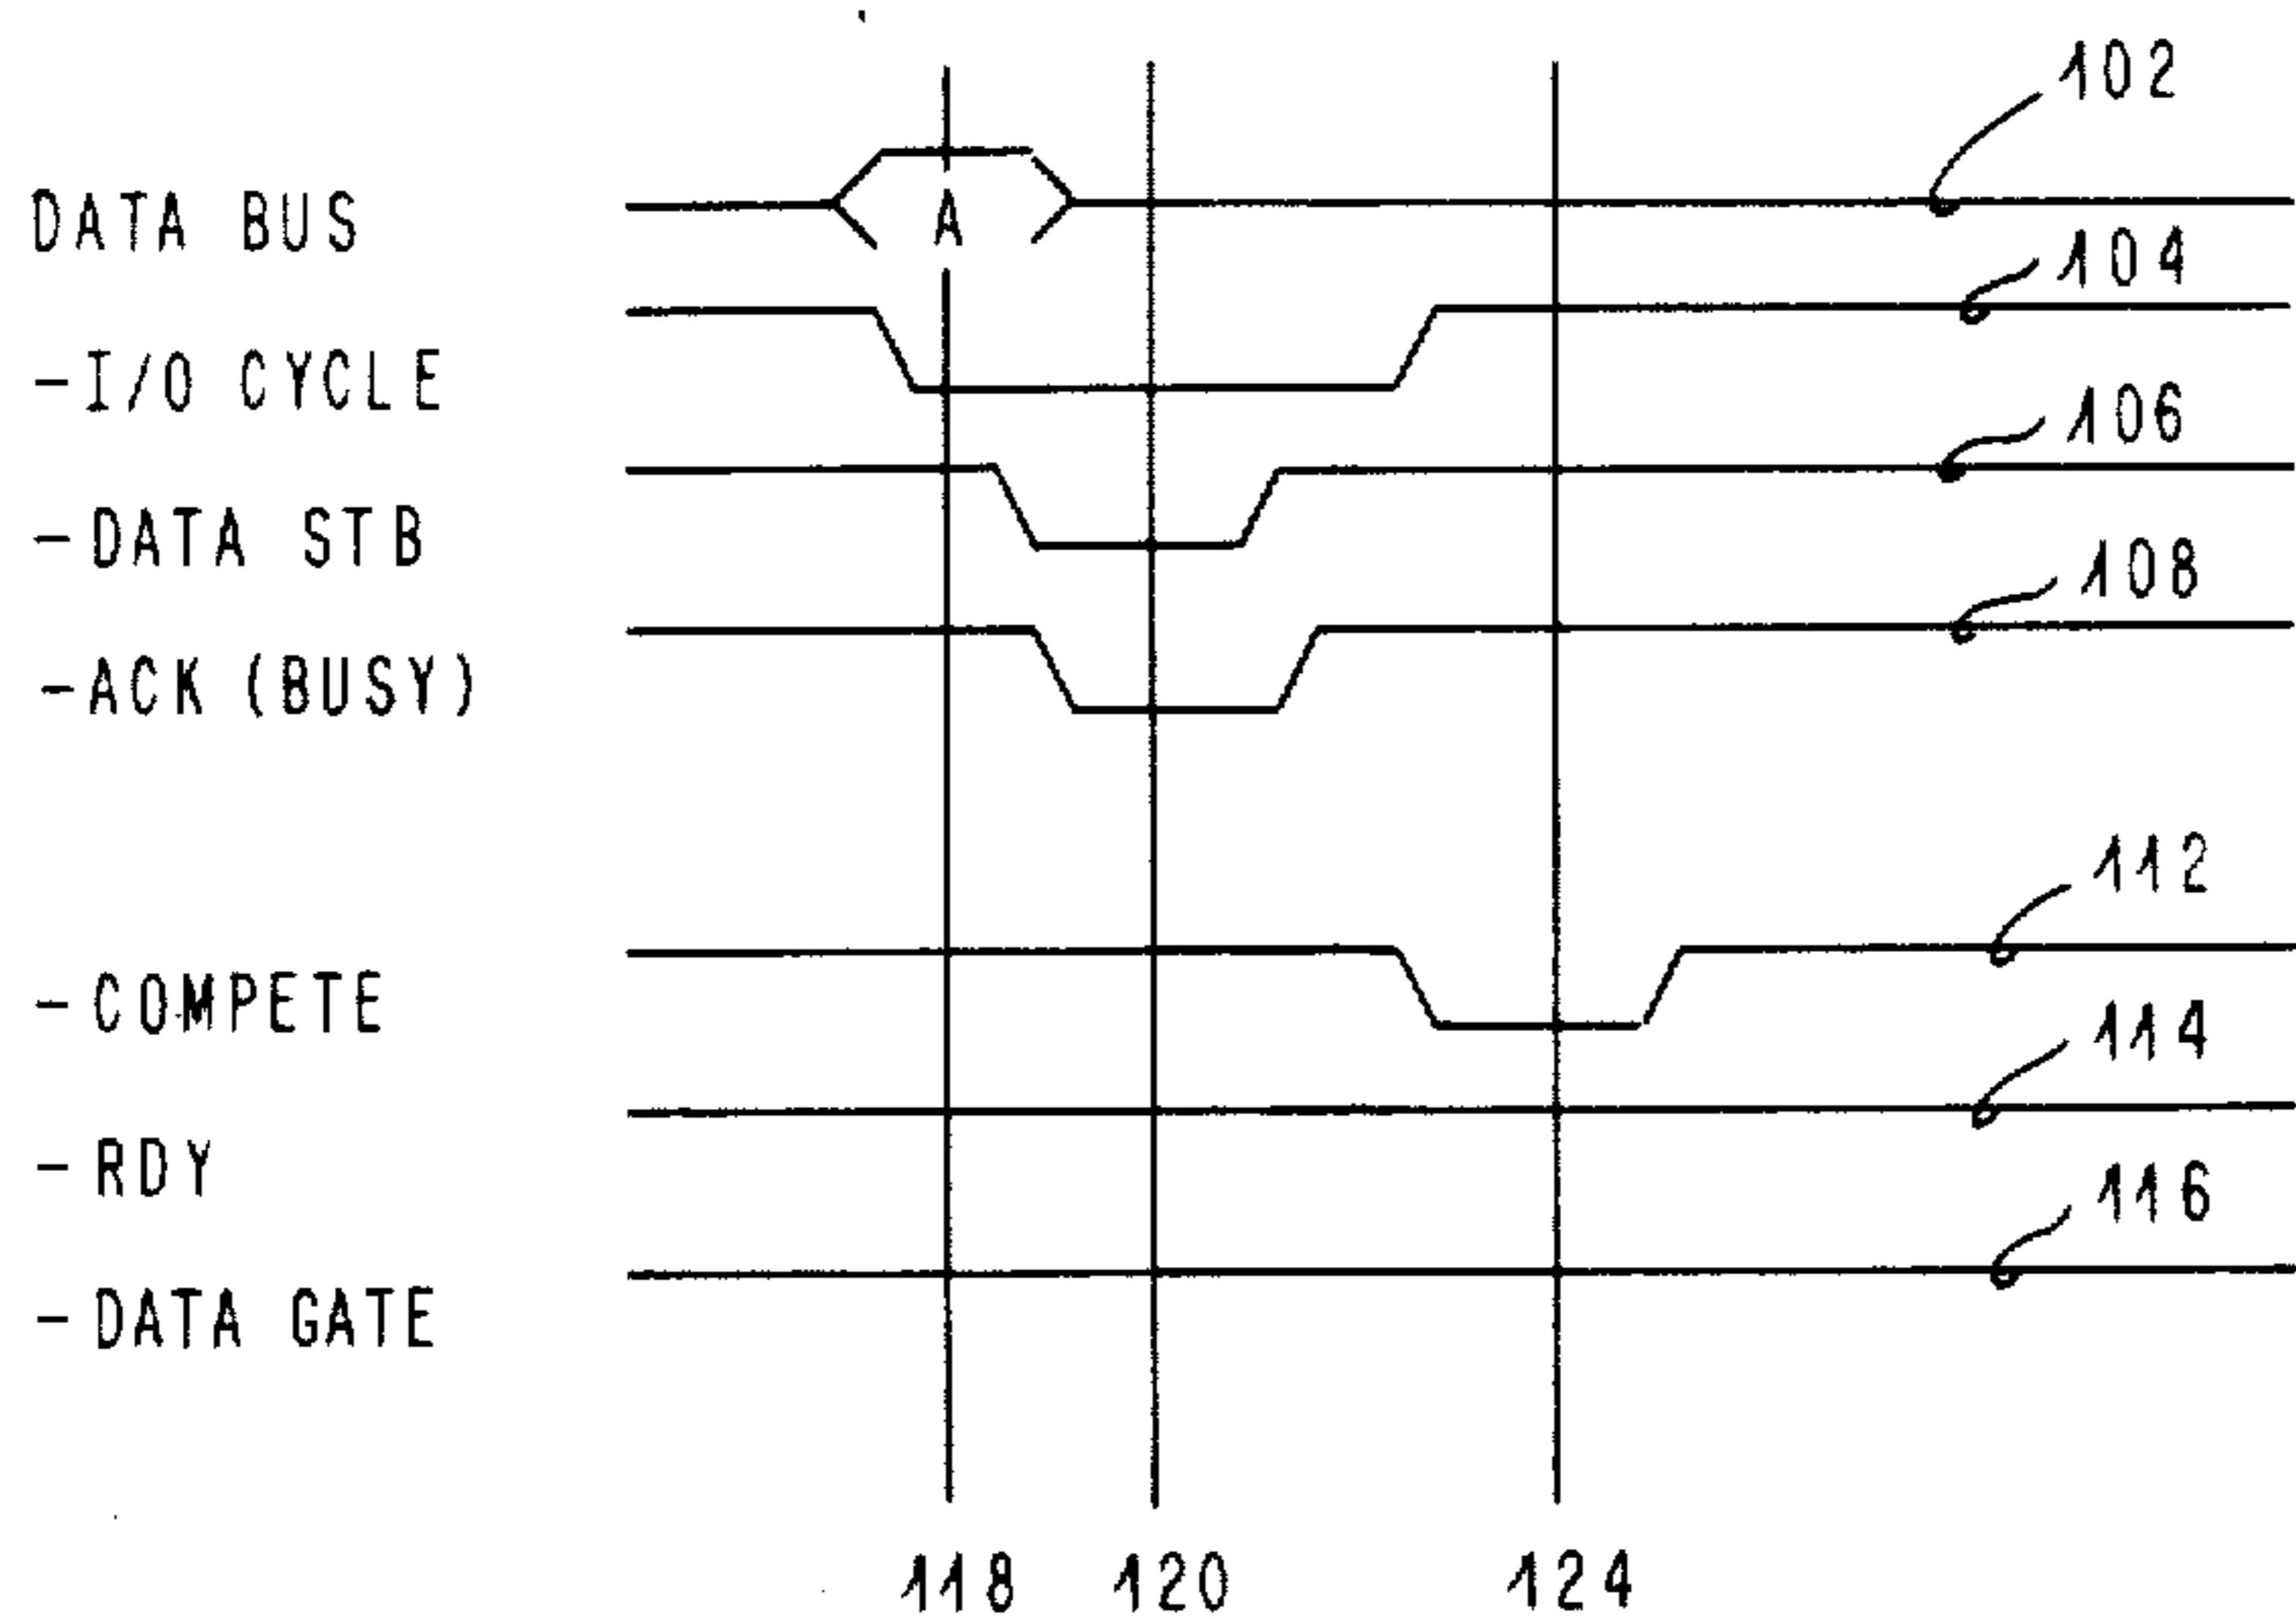 102
DATA BUS
A
104
-I/O CYCLE
106
-DATA STB
108
-ACK (BUSY)
112
-COMPETE
114
-RDY
116
-DATA GATE
118 120 124